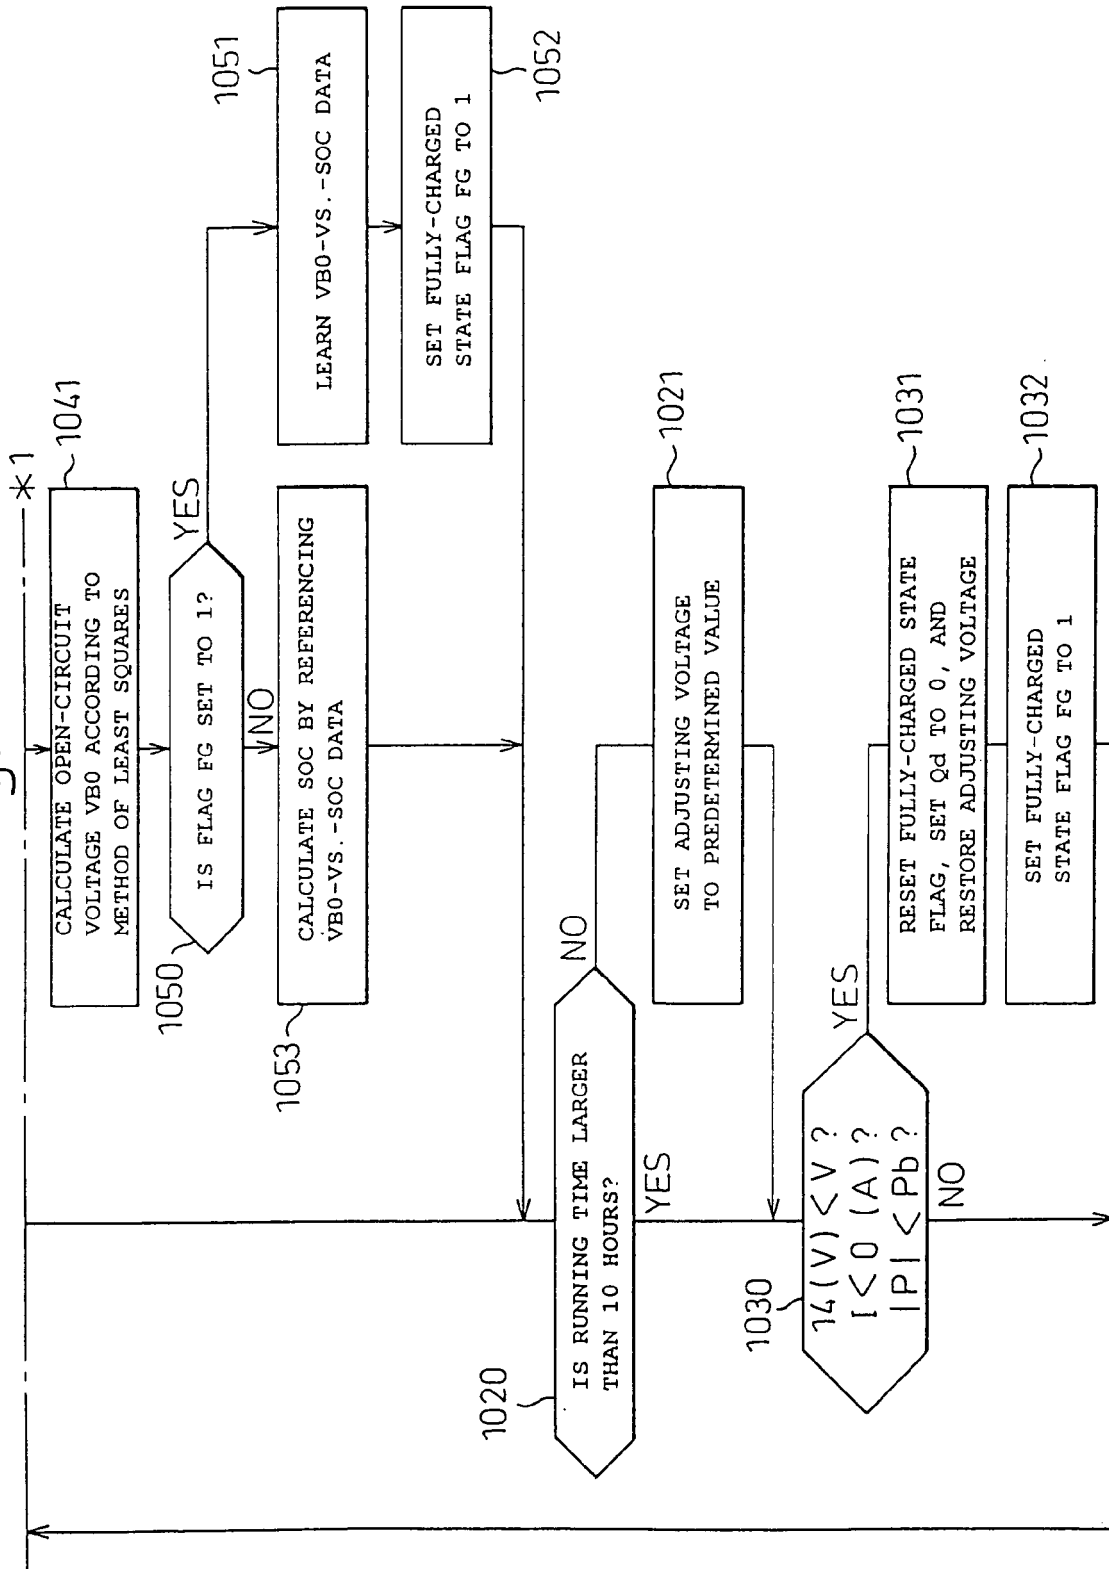 *1
CALCULATE OPEN-CIRCUIT
VOLTAGE VB0 ACCORDING TO
METHOD OF LEAST SQUARES
1041
IS FLAG FG SET TO 1?
1050
YES
NO
LEARN VB0-VS.-SOC DATA
1051
SET FULLY-CHARGED
STATE FLAG FG TO 1
1052
CALCULATE SOC BY REFERENCING
VB0-VS.-SOC DATA
1053
IS RUNNING TIME LARGER
THAN 10 HOURS?
1020
NO
YES
SET ADJUSTING VOLTAGE
TO PREDETERMINED VALUE
1021
14(V)<V?
I<0 (A)?
|P|<Pb?
1030
YES
NO
RESET FULLY-CHARGED STATE
FLAG, SET Qd TO 0, AND
RESTORE ADJUSTING VOLTAGE
1031
SET FULLY-CHARGED
STATE FLAG FG TO 1
1032